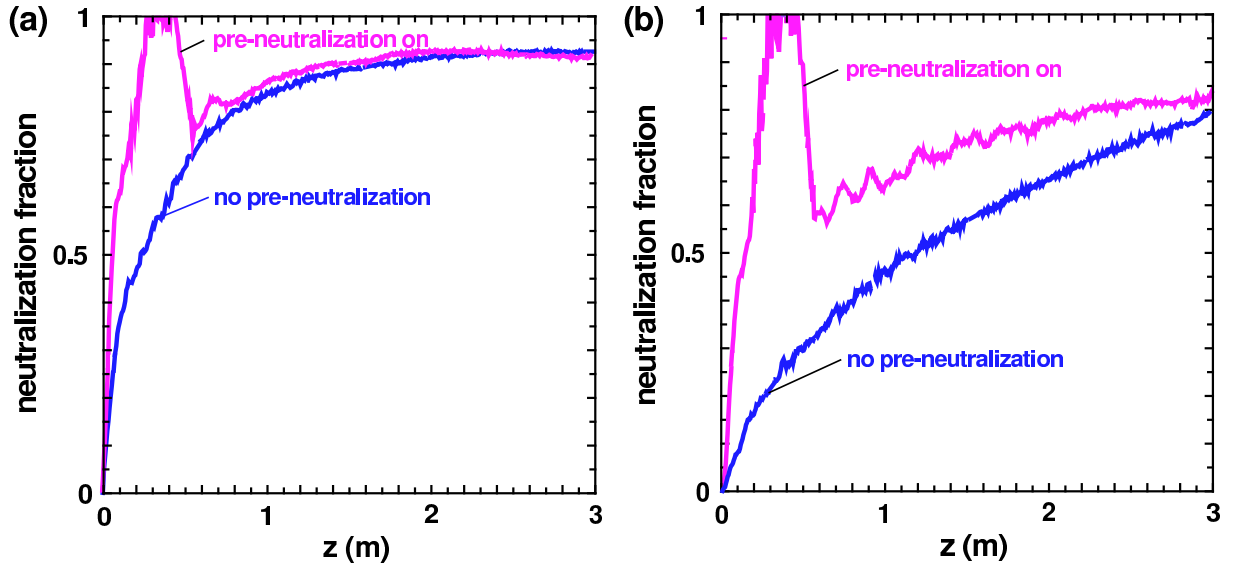 (a)
1
pre-neutralization on
no pre-neutralization
0.5
0
neutralization fraction
0
1
2
3
z (m)
(b)
1
pre-neutralization on
no pre-neutralization
0.5
0
neutralization fraction
0
1
2
3
z (m)